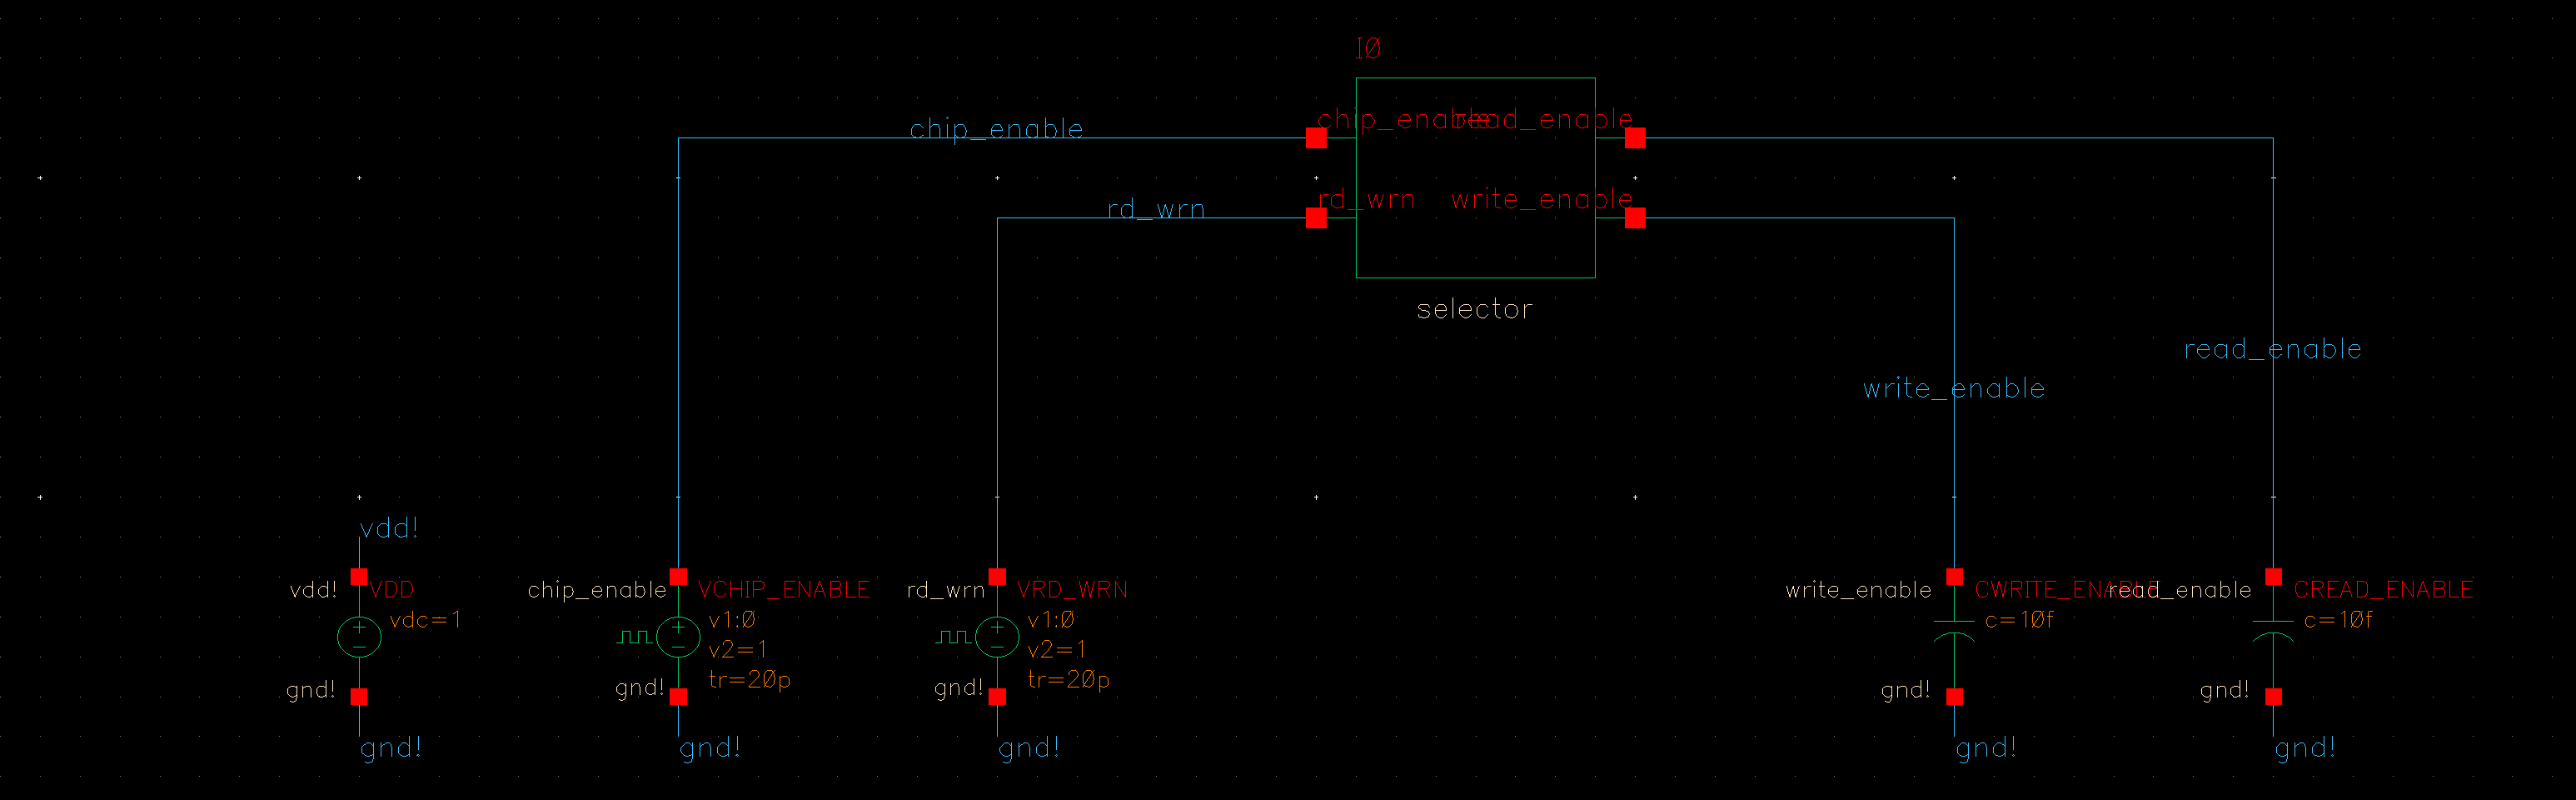 I0
chip_enable
chip_enable
read_enable
rd_wrn
rd_wrn
write_enable
selector
read_enable
write_enable
vdd!
vdd!
VDD
vdc=1
gnd!
gnd!
chip_enable
VCHIP_ENABLE
v1:0
v2=1
tr=20p
gnd!
gnd!
rd_wrn
VRD_WRN
v1:0
v2=1
tr=20p
gnd!
gnd!
write_enable
CWRITE_ENABLE
c=10f
gnd!
gnd!
read_enable
CREAD_ENABLE
c=10f
gnd!
gnd!